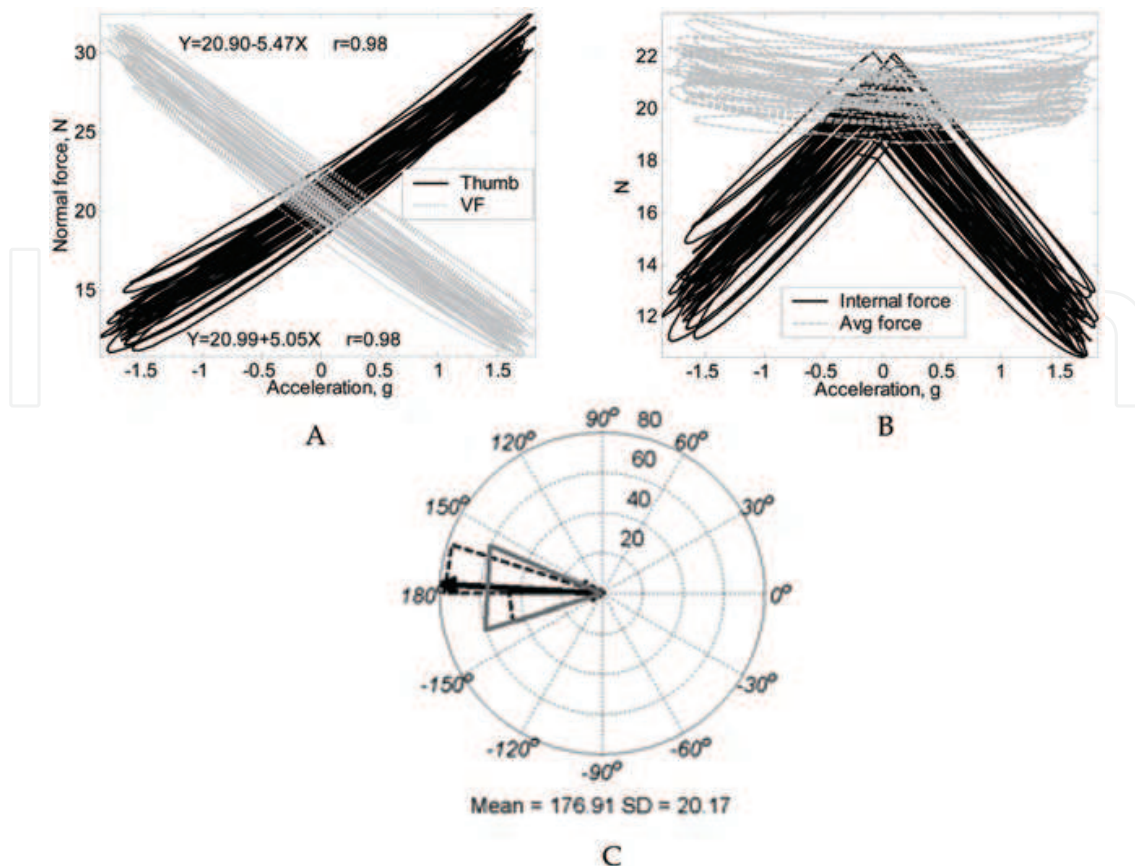 Y=20.90-5.47X r=0.98
Normal force, N
30
25
20
15
Thumb
VF
Y=20.99+5.05X r=0.98
-1.5 -1 -0.5 0 0.5 1 1.5
Acceleration, g
A
N
22
20
18
16
14
12
Internal force
Avg force
-1.5 -1 -0.5 0 0.5 1 1.5
Acceleration, g
B
90° 80
120° 60 60°
150° 40 30°
20
180° 0°
-150° -30°
-120° -60°
-90°
Mean = 176.91 SD = 20.17
C